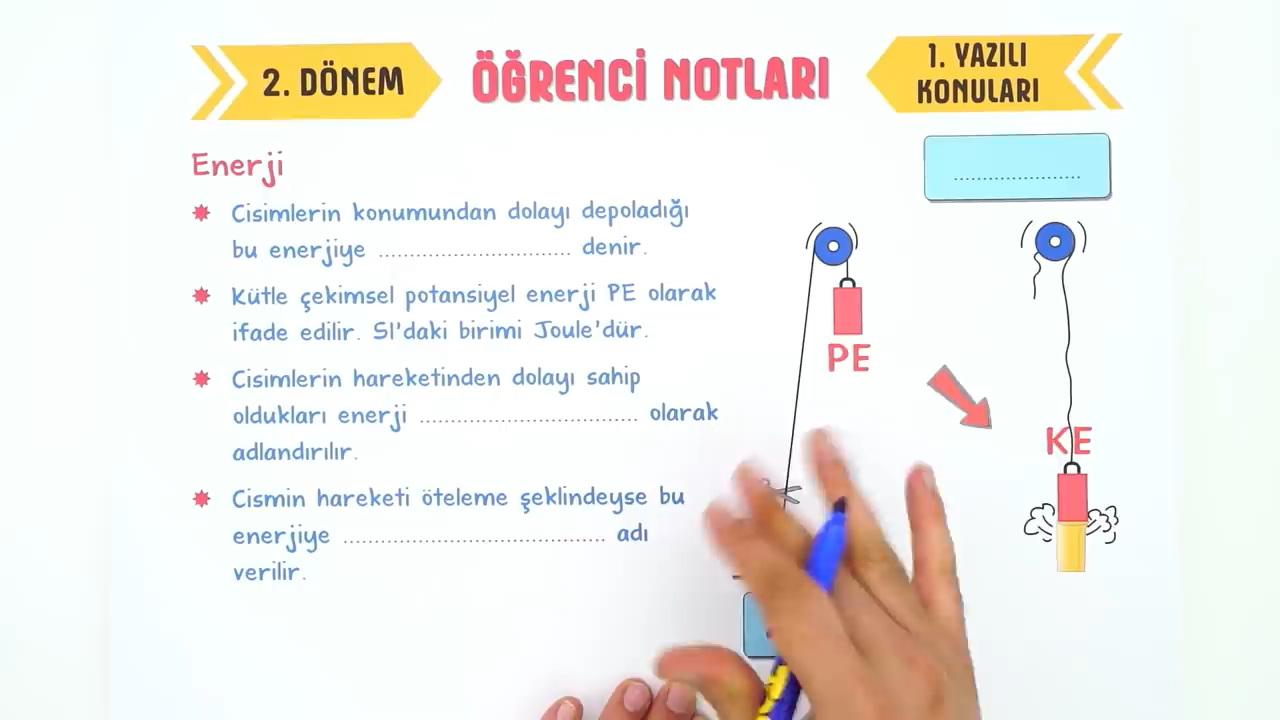 2. DÖNEM
ÖĞRENCİ NOTLARI
1. YAZILI
KONULARI
Enerji
Cisimlerin konumundan dolayı depoladığı
bu enerjiye ................................ denir.
Kütle çekimsel potansiyel enerji PE olarak
ifade edilir. SI'daki birimi Joule'dür.
Cisimlerin hareketinden dolayı sahip
oldukları enerji .................................... olarak
adlandırılır.
Cismin hareketi öteleme şeklindeyse bu
enerjiye ............................................ adı
verilir.
.....................
PE
KE